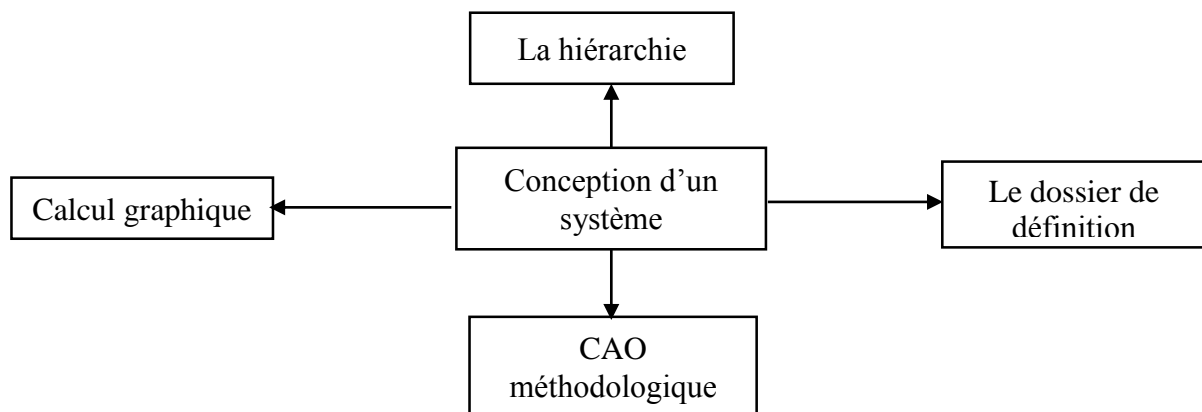 La hiérarchie
Calcul graphique
Conception d’un
système
Le dossier de
définition
CAO
méthodologique